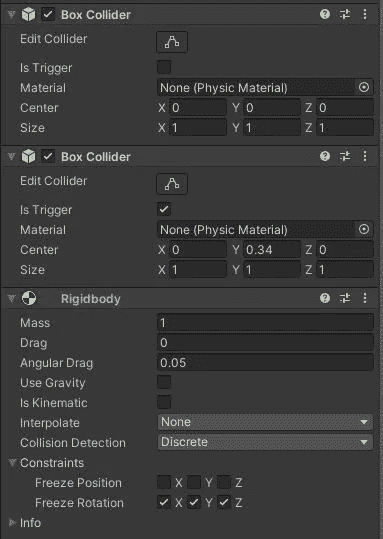 Box Collider
Edit Collider
Is Trigger
Material None (Physic Material)
Center X 0 Y 0 Z 0
Size X 1 Y 1 Z 1
Box Collider
Edit Collider
Is Trigger
Material None (Physic Material)
Center X 0 Y 0.34 Z 0
Size X 1 Y 1 Z 1
Rigidbody
Mass 1
Drag 0
Angular Drag 0.05
Use Gravity
Is Kinematic
Interpolate None
Collision Detection Discrete
Constraints
Freeze Position X Y Z
Freeze Rotation X Y Z
Info